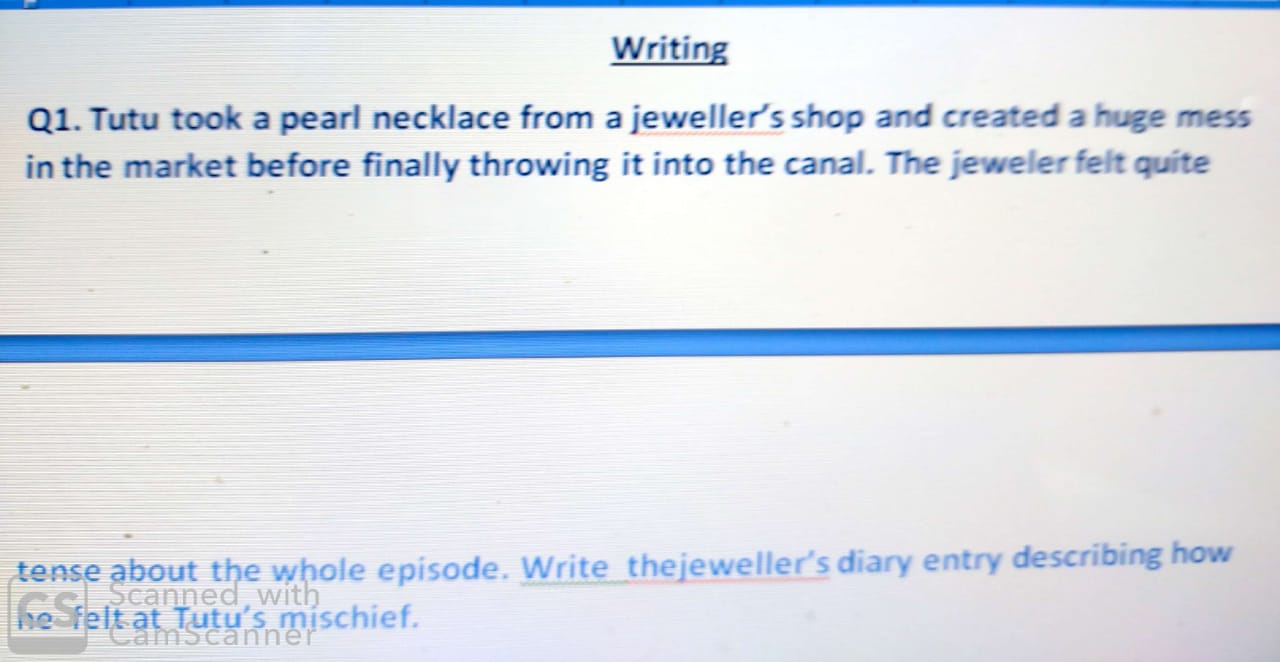 Writing
Q1. Tutu took a pearl necklace from a jeweller's shop and created a huge mess
in the market before finally throwing it into the canal. The jeweler felt quite
tense about the whole episode. Write thejeweller's diary entry describing how
he felt at Tutu's mischief.
CS
Scanned with
CamScanner